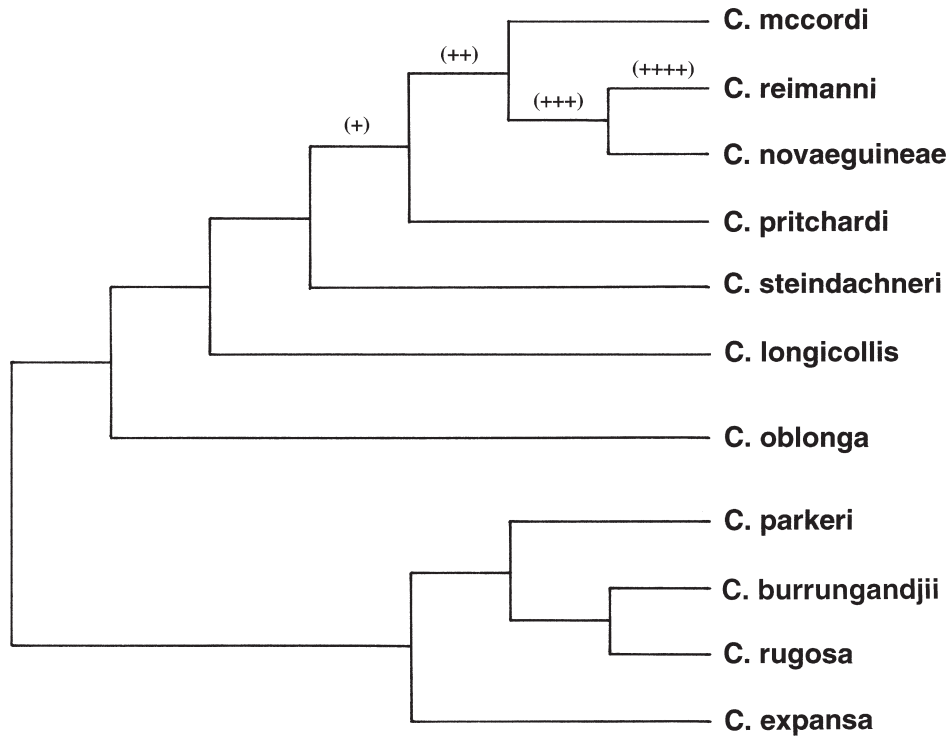 C. mccordi
(++)
(++++)
C. reimanni
(+++)
(+)
C. novaeguineae
C. pritchardi
C. steindachneri
C. longicollis
C. oblonga
C. parkeri
C. burrungandjii
C. rugosa
C. expansa